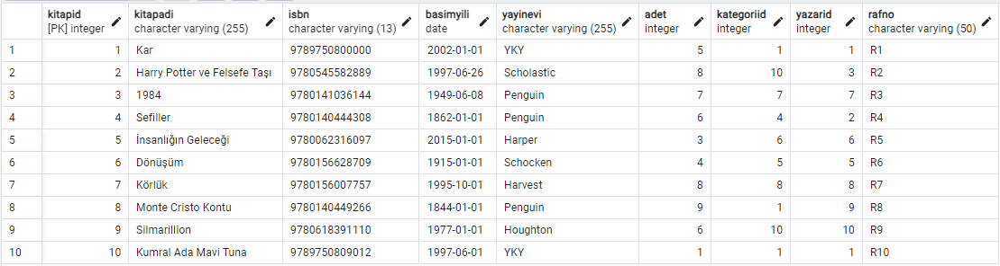 kitapid kitapadi isbn basimyili yayinevi adet kategoriid yazarid rafno
[PK] integer character varying (255) character varying (13) date character varying (255) integer integer integer character varying (50)
1 1 Kar 9789750800000 2002-01-01 YKY 5 1 1 R1
2 2 Harry Potter ve Felsefe Taşı 9780545582889 1997-06-26 Scholastic 8 10 3 R2
3 3 1984 9780141036144 1949-06-08 Penguin 7 7 7 R3
4 4 Sefiller 9780140444308 1862-01-01 Penguin 6 4 2 R4
5 5 İnsanlığın Geleceği 9780062316097 2015-01-01 Harper 3 6 6 R5
6 6 Dönüşüm 9780156628709 1915-01-01 Schocken 4 5 5 R6
7 7 Körlük 9780156007757 1995-10-01 Harvest 8 8 8 R7
8 8 Monte Cristo Kontu 9780140449266 1844-01-01 Penguin 9 1 9 R8
9 9 Silmarillion 9780618391110 1977-01-01 Houghton 6 10 10 R9
10 10 Kumral Ada Mavi Tuna 9789750809012 1997-06-01 YKY 1 1 1 R10